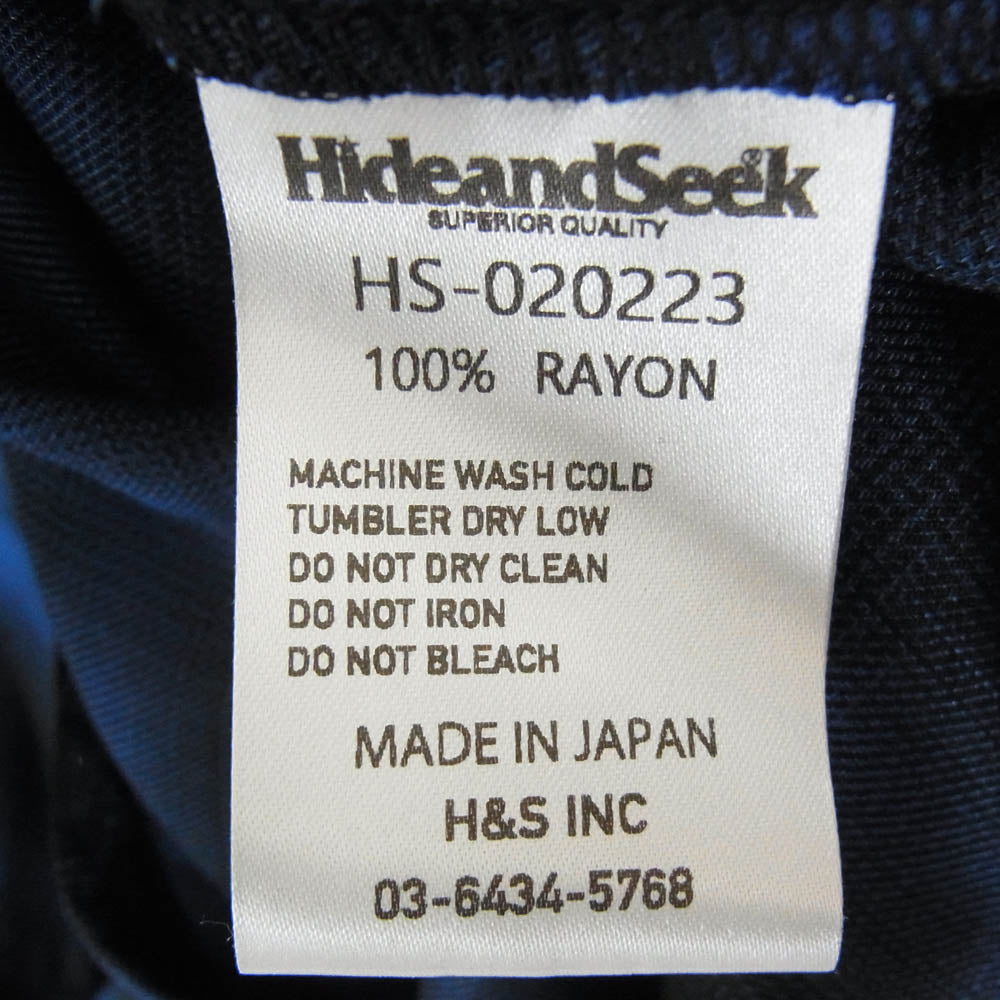 HideandSeek®
SUPERIOR QUALITY
HS-020223
100% RAYON
MACHINE WASH COLD
TUMBLER DRY LOW
DO NOT DRY CLEAN
DO NOT IRON
DO NOT BLEACH
MADE IN JAPAN
H&S INC
03-6434-5768